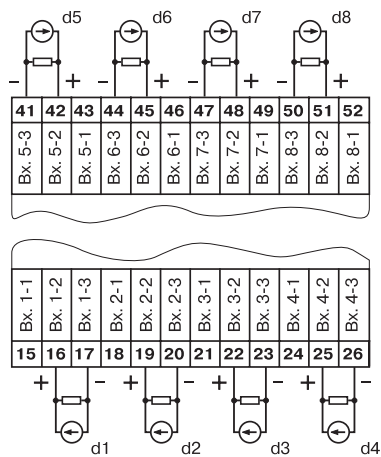 d5 d6 d7 d8
– + – + – + – +
41 42 43 44 45 46 47 48 49 50 51 52
Вх. 5-3 Вх. 5-2 Вх. 5-1 Вх. 6-3 Вх. 6-2 Вх. 6-1 Вх. 7-3 Вх. 7-2 Вх. 7-1 Вх. 8-3 Вх. 8-2 Вх. 8-1
Вх. 1-1 Вх. 1-2 Вх. 1-3 Вх. 2-1 Вх. 2-2 Вх. 2-3 Вх. 3-1 Вх. 3-2 Вх. 3-3 Вх. 4-1 Вх. 4-2 Вх. 4-3
15 16 17 18 19 20 21 22 23 24 25 26
+ – + – + – + –
d1 d2 d3 d4